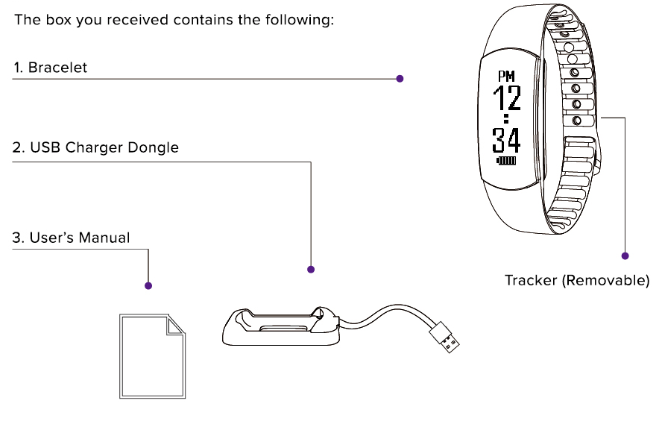 The box you received contains the following:
1. Bracelet
PM
12
:
34
2. USB Charger Dongle
3. User's Manual
Tracker (Removable)